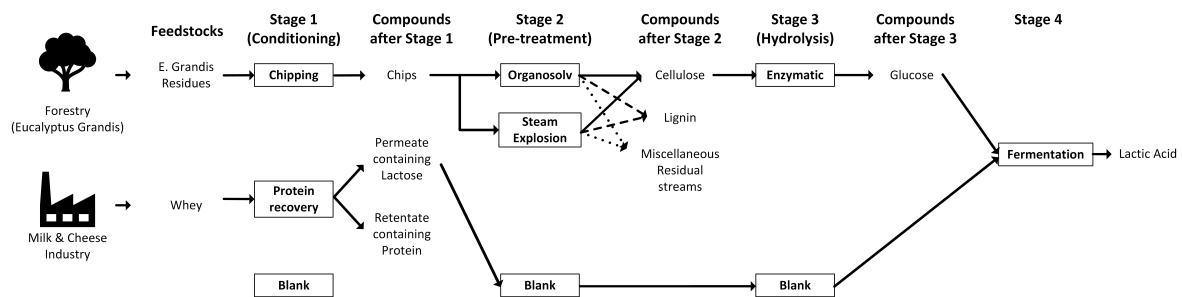 Feedstocks
Stage 1
(Conditioning)
Compounds
after Stage 1
Stage 2
(Pre-treatment)
Compounds
after Stage 2
Stage 3
(Hydrolysis)
Compounds
after Stage 3
Stage 4
Forestry
(Eucalyptus Grandis)
E. Grandis
Residues
Chipping
Chips
Organosolv
Steam
Explosion
Cellulose
Lignin
Miscellaneous
Residual
streams
Enzymatic
Glucose
Fermentation
Lactic Acid
Milk & Cheese
Industry
Whey
Protein
recovery
Permeate
containing
Lactose
Retentate
containing
Protein
Blank
Blank
Blank